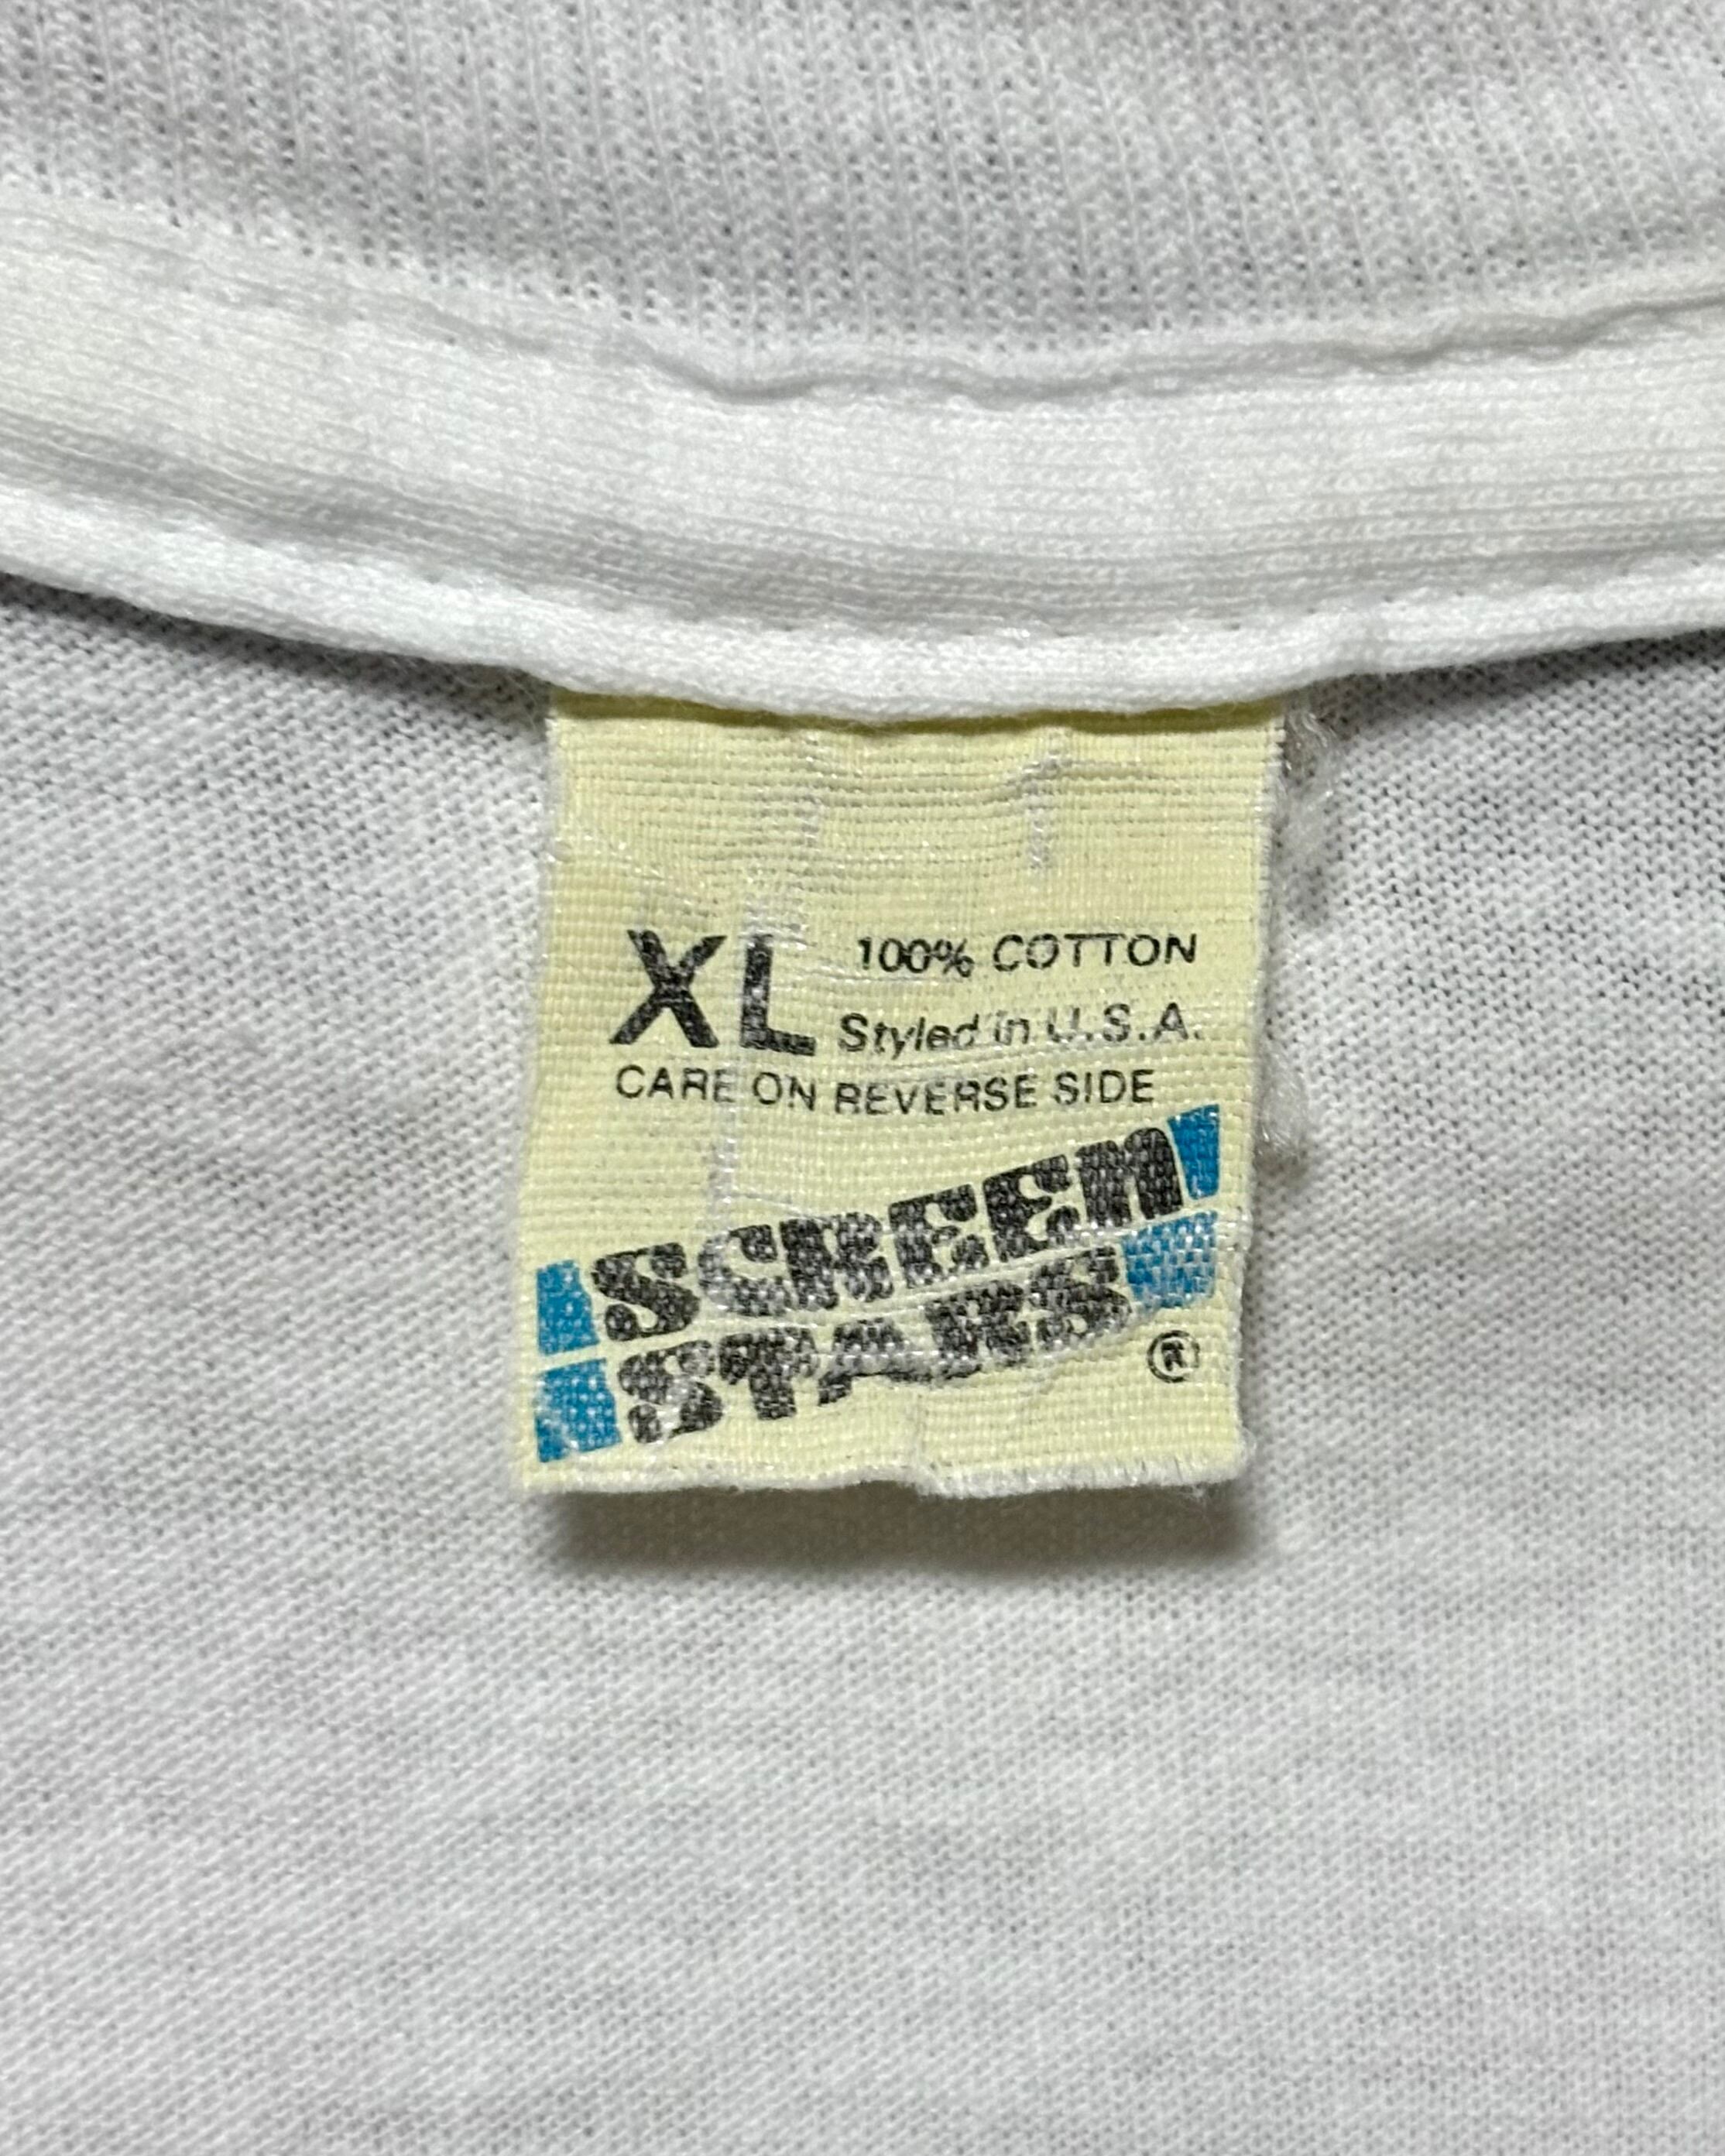 XL 100% COTTON
Styled in U.S.A.
CARE ON REVERSE SIDE
SCREEN
STARS
®